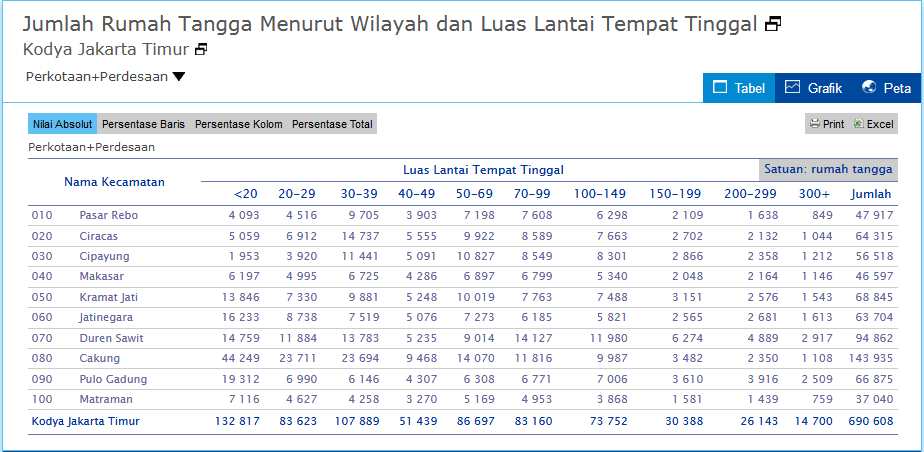 Jumlah Rumah Tangga Menurut Wilayah dan Luas Lantai Tempat Tinggal
Kodya Jakarta Timur
Perkotaan+Perdesaan
Tabel Grafik Peta
Nilai Absolut Persentase Baris Persentase Kolom Persentase Total Print Excel
Perkotaan+Perdesaan
Nama Kecamatan Luas Lantai Tempat Tinggal Satuan: rumah tangga
<20 20-29 30-39 40-49 50-69 70-99 100-149 150-199 200-299 300+ Jumlah
010 Pasar Rebo 4 093 4 516 9 705 3 903 7 198 7 608 6 298 2 109 1 638 849 47 917
020 Ciracas 5 059 6 912 14 737 5 555 9 922 8 589 7 663 2 702 2 132 1 044 64 315
030 Cipayung 1 953 3 920 11 441 5 091 10 827 8 549 8 301 2 866 2 358 1 212 56 518
040 Makasar 6 197 4 995 6 725 4 286 6 897 6 799 5 340 2 048 2 164 1 146 46 597
050 Kramat Jati 13 846 7 330 9 881 5 248 10 019 7 763 7 488 3 151 2 576 1 543 68 845
060 Jatinegara 16 233 8 738 7 519 5 076 7 273 6 185 5 821 2 565 2 681 1 613 63 704
070 Duren Sawit 14 759 11 884 13 783 5 235 9 014 14 127 11 980 6 274 4 889 2 917 94 862
080 Cakung 44 249 23 711 23 694 9 468 14 070 11 816 9 987 3 482 2 350 1 108 143 935
090 Pulo Gadung 19 312 6 990 6 146 4 307 6 308 6 771 7 006 3 610 3 916 2 509 66 875
100 Matraman 7 116 4 627 4 258 3 270 5 169 4 953 3 868 1 581 1 439 759 37 040
Kodya Jakarta Timur 132 817 83 623 107 889 51 439 86 697 83 160 73 752 30 388 26 143 14 700 690 608